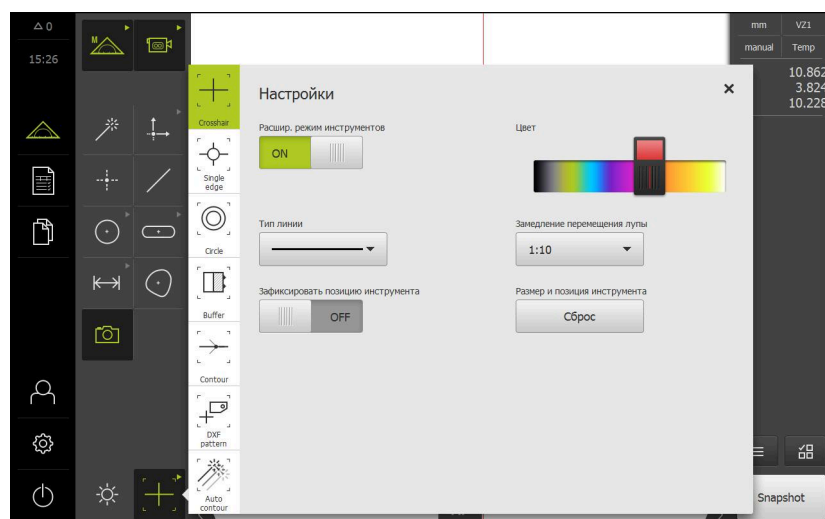 △ 0
15:26
M
mm VZ1
manual Temp
10.862
3.824
10.228
Crosshair
Single
edge
Circle
Buffer
Contour
DXF
pattern
Auto
contour
Настройки
×
Расшир. режим инструментов
ON
Цвет
Тип линии
Замедление перемещения лупы
1:10
Зафиксировать позицию инструмента
OFF
Размер и позиция инструмента
Сброс
Snapshot